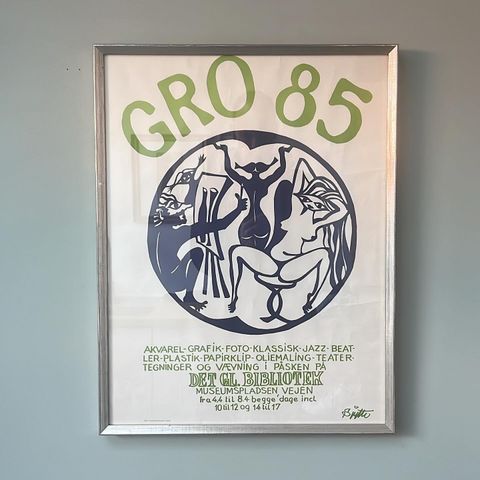 GRO 85
AKVAREL-GRAFIK-FOTO-KLASSISK-JAZZ-BEAT-
LER-PLASTIK-PAPIRKLIP-OLIEMALING-TEATER-
TEGNINGER OG VÆVNING I PÅSKEN PÅ
DET GL. BIBLIOTEK
MUSEUMSPLADSEN VEJEN
fra 4.4 til 8.4 begge dage incl
10 til 12 og 14 til 17